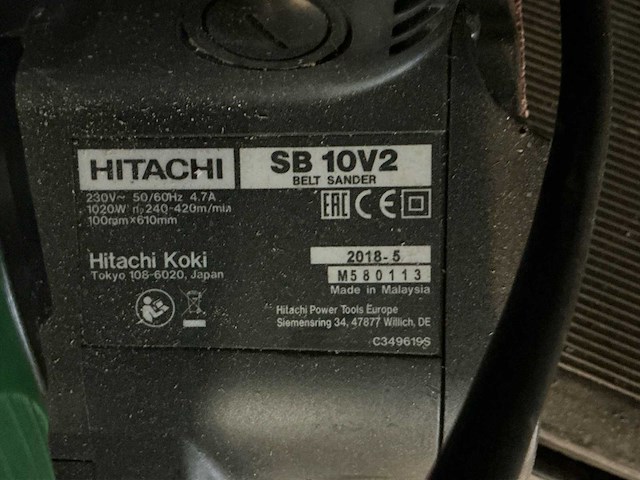 HITACHI
SB 10V2
BELT SANDER
230V~ 50/60Hz 4.7A
1020W n₀ 240-420m/min
100mm×610mm
EAC CE
Hitachi Koki
Tokyo 108-6020, Japan
2018-5
M580113
Made in Malaysia
Hitachi Power Tools Europe
Siemensring 34, 47877 Willich, DE
C349619S